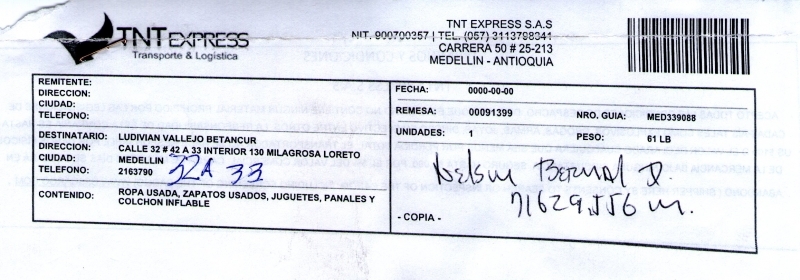 TNT EXPRESS
Transporte & Logística
TNT EXPRESS S.A.S
NIT. 900700357 | TEL. (057) 3113798341
CARRERA 50 # 25-213
MEDELLIN - ANTIOQUIA
REMITENTE:
DIRECCION:
CIUDAD:
TELEFONO:
DESTINATARIO: LUDIVIAN VALLEJO BETANCUR
DIRECCION: CALLE 32 # 42 A 33 INTERIOR 130 MILAGROSA LORETO
CIUDAD: MEDELLIN
TELEFONO: 2163790
32A 33
CONTENIDO: ROPA USADA, ZAPATOS USADOS, JUGUETES, PANALES Y
COLCHON INFLABLE
FECHA: 0000-00-00
REMESA: 00091399 NRO. GUIA: MED339088
UNIDADES: 1 PESO: 61 LB
Nelson Bernal D.
71629.556 m.
- COPIA -